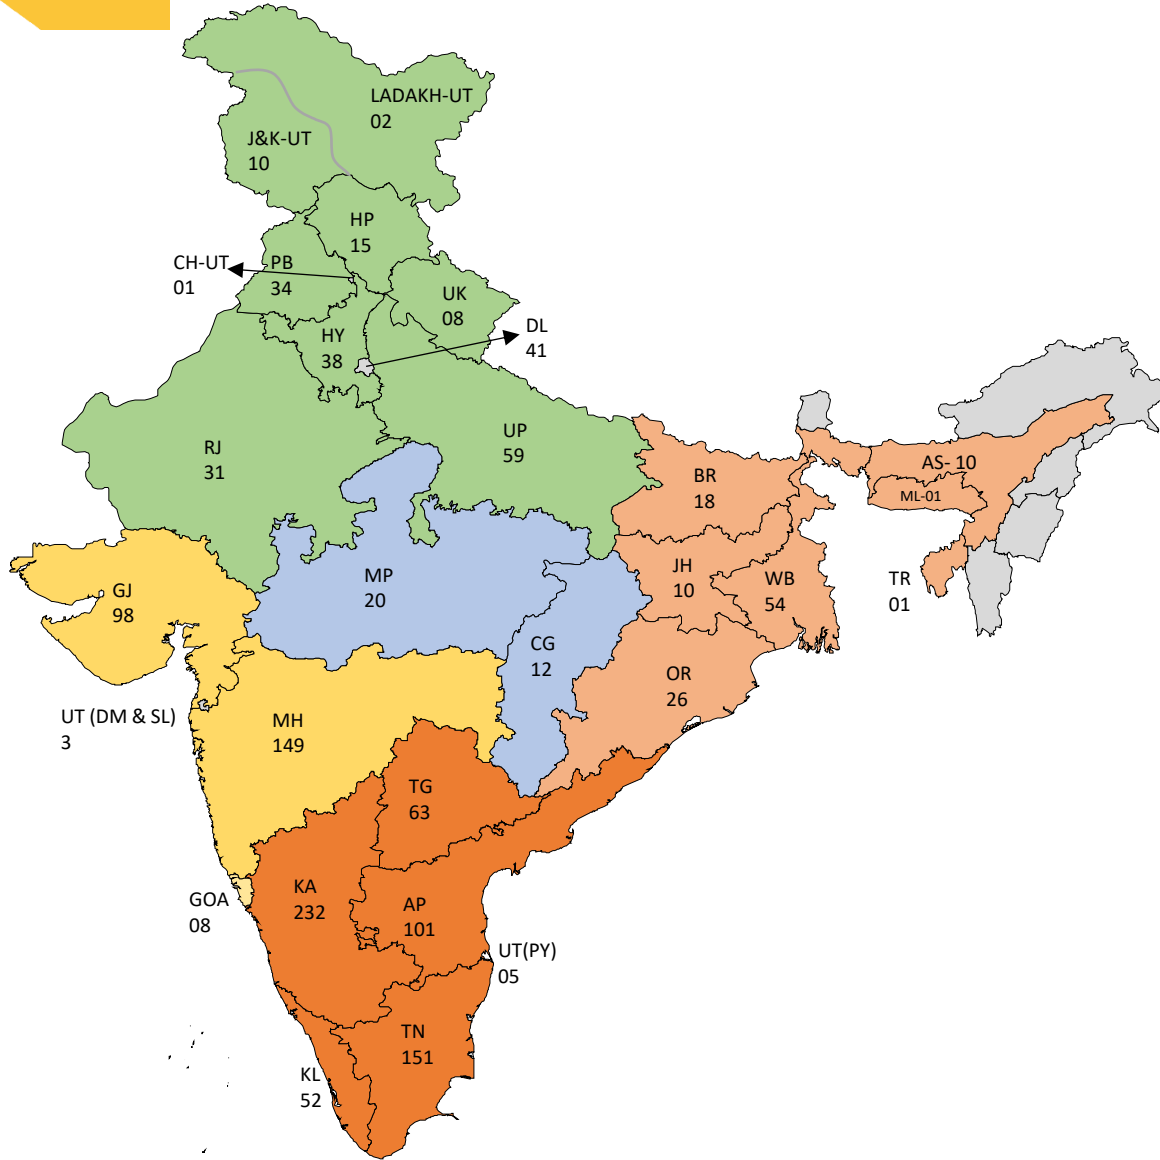 LADAKH-UT
02
J&K-UT
10
HP
15
CH-UT
01
PB
34
UK
08
HY
38
DL
41
RJ
31
UP
59
BR
18
AS- 10
ML-01
TR
01
GJ
98
MP
20
JH
10
WB
54
CG
12
OR
26
UT (DM & SL)
3
MH
149
TG
63
GOA
08
KA
232
AP
101
UT(PY)
05
TN
151
KL
52